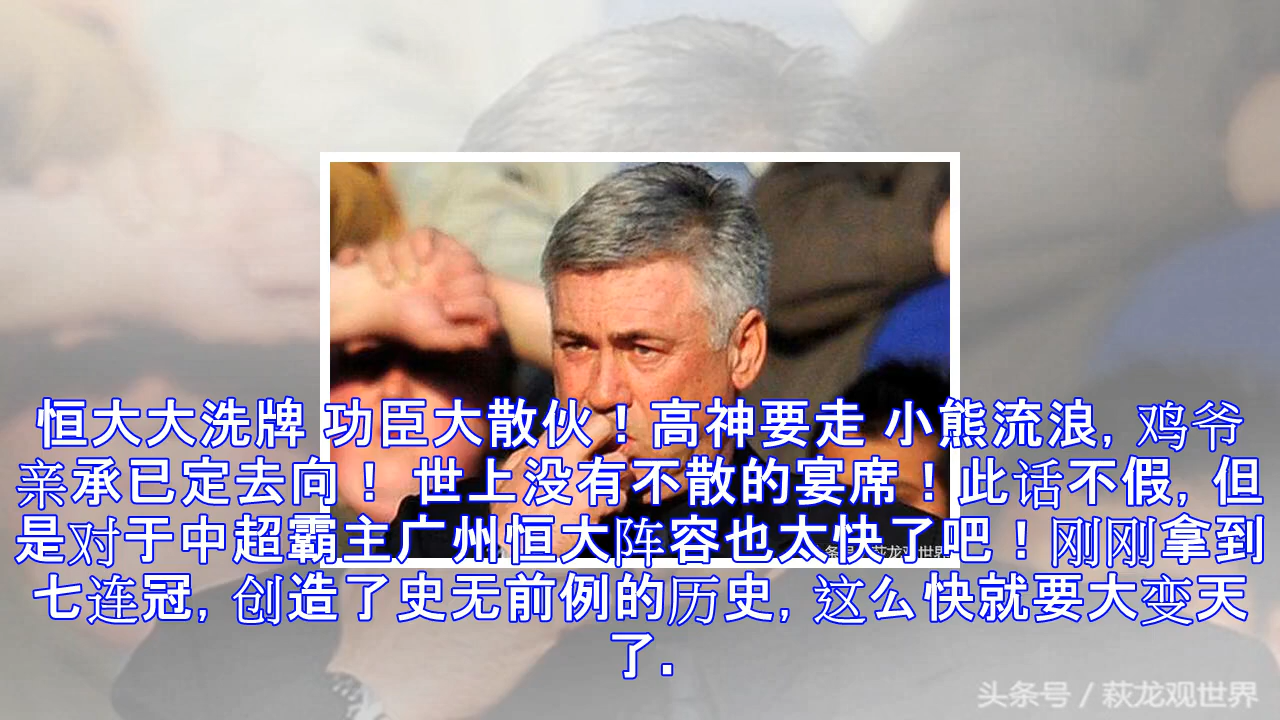 恒大大洗牌 功臣大散伙！高神要走 小熊流浪, 鸡爷
亲承已定去向！ 世上没有不散的宴席！此话不假, 但
是对于中超霸主广州恒大阵容也太快了吧！刚刚拿到
七连冠, 创造了史无前例的历史, 这么快就要大变天
了.
头条号 / 萩龙观世界